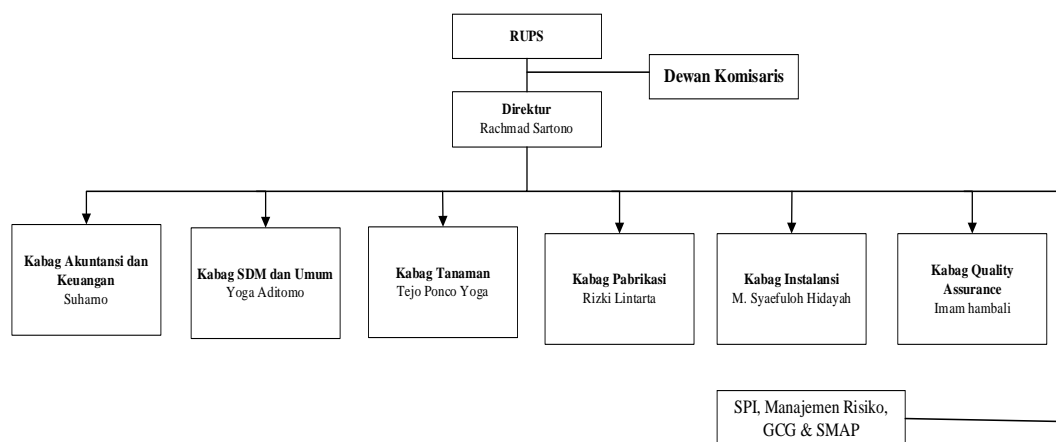 RUPS
Dewan Komisaris
Direktur
Rachmad Sartono
Kabag Akuntansi dan
Keuangan
Suharno
Kabag SDM dan Umum
Yoga Aditomo
Kabag Tanaman
Tejo Ponco Yoga
Kabag Pabrikasi
Rizki Lintarta
Kabag Instalansi
M. Syaefuloh Hidayah
Kabag Quality
Assurance
Imam hambali
SPI, Manajemen Risiko,
GCG & SMAP